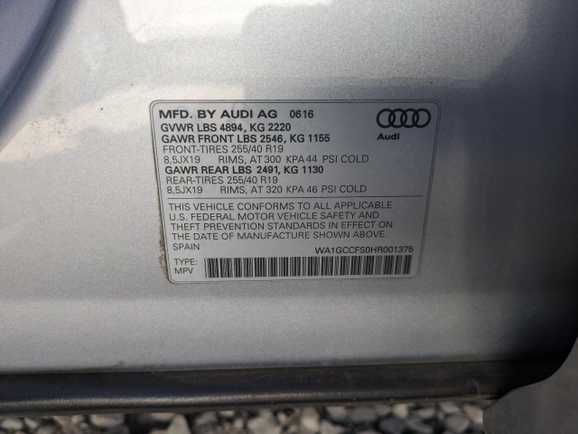 MFD. BY AUDI AG 0616
GVWR LBS 4894, KG 2220
GAWR FRONT LBS 2546, KG 1155
FRONT-TIRES 255/40 R19
8,5JX19 RIMS, AT 300 KPA 44 PSI COLD
GAWR REAR LBS 2491, KG 1130
REAR-TIRES 255/40 R19
8,5JX19 RIMS, AT 320 KPA 46 PSI COLD
Audi
THIS VEHICLE CONFORMS TO ALL APPLICABLE
U.S. FEDERAL MOTOR VEHICLE SAFETY AND
THEFT PREVENTION STANDARDS IN EFFECT ON
THE DATE OF MANUFACTURE SHOWN ABOVE.
SPAIN WA1GCCFS0HR001375
TYPE:
MPV